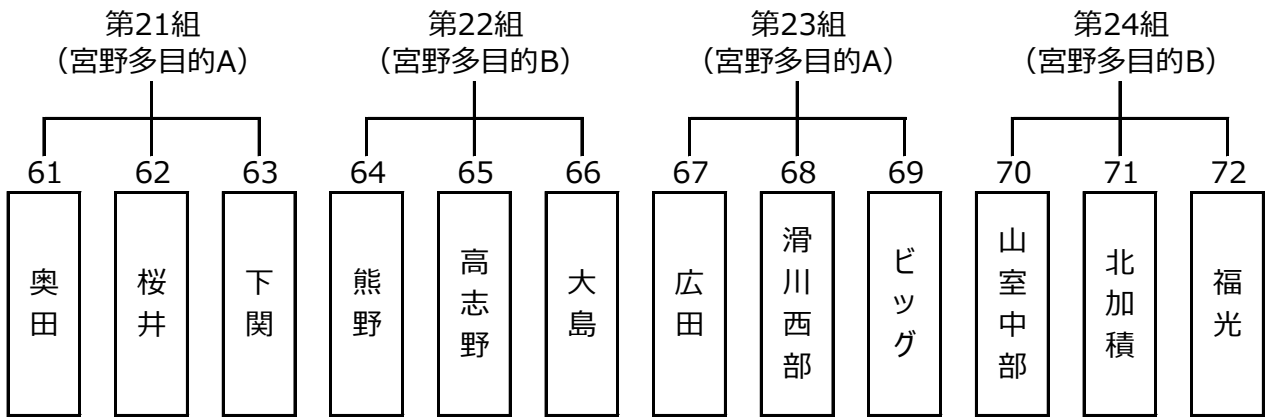 第21組
（宮野多目的A）
第22組
（宮野多目的B）
第23組
（宮野多目的A）
第24組
（宮野多目的B）
61 62 63 64 65 66 67 68 69 70 71 72
奥田
桜井
下関
熊野
高志野
大島
広田
滑川西部
ビッグ
山室中部
北加積
福光